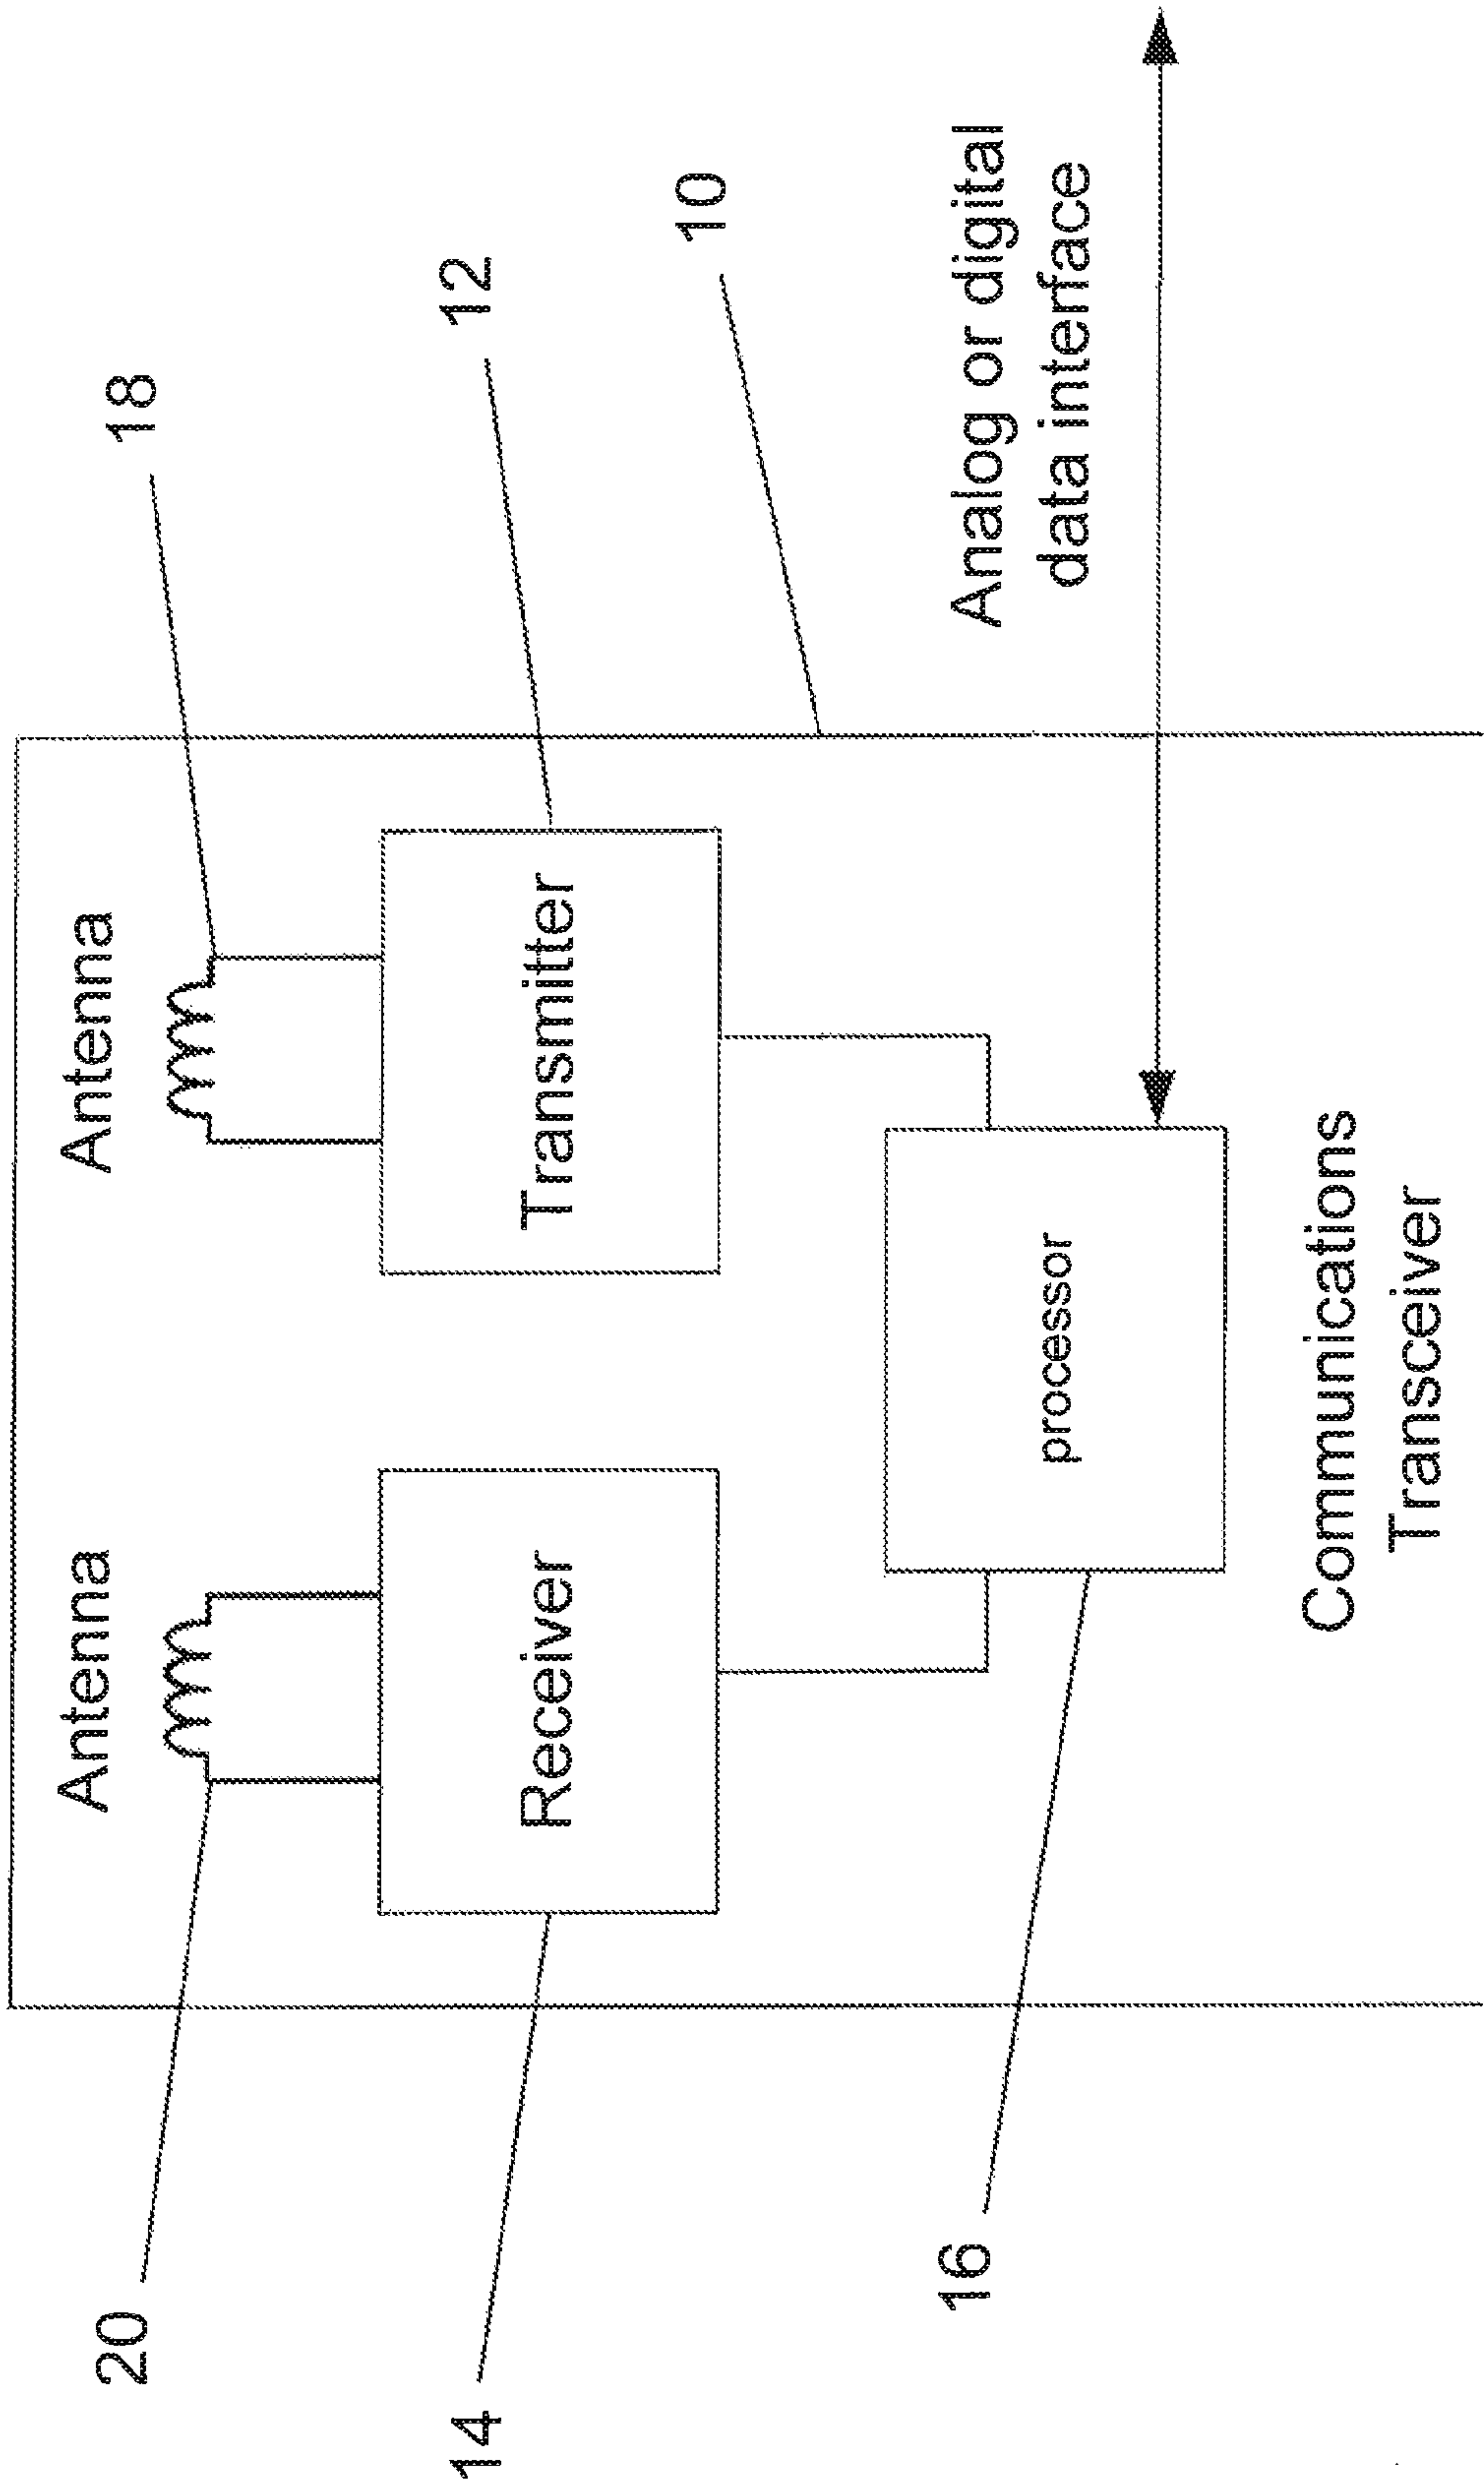 20
Antenna
Antenna
18
14
Receiver
Transmitter
12
10
16
processor
Analog or digital
data interface
Communications
Transceiver